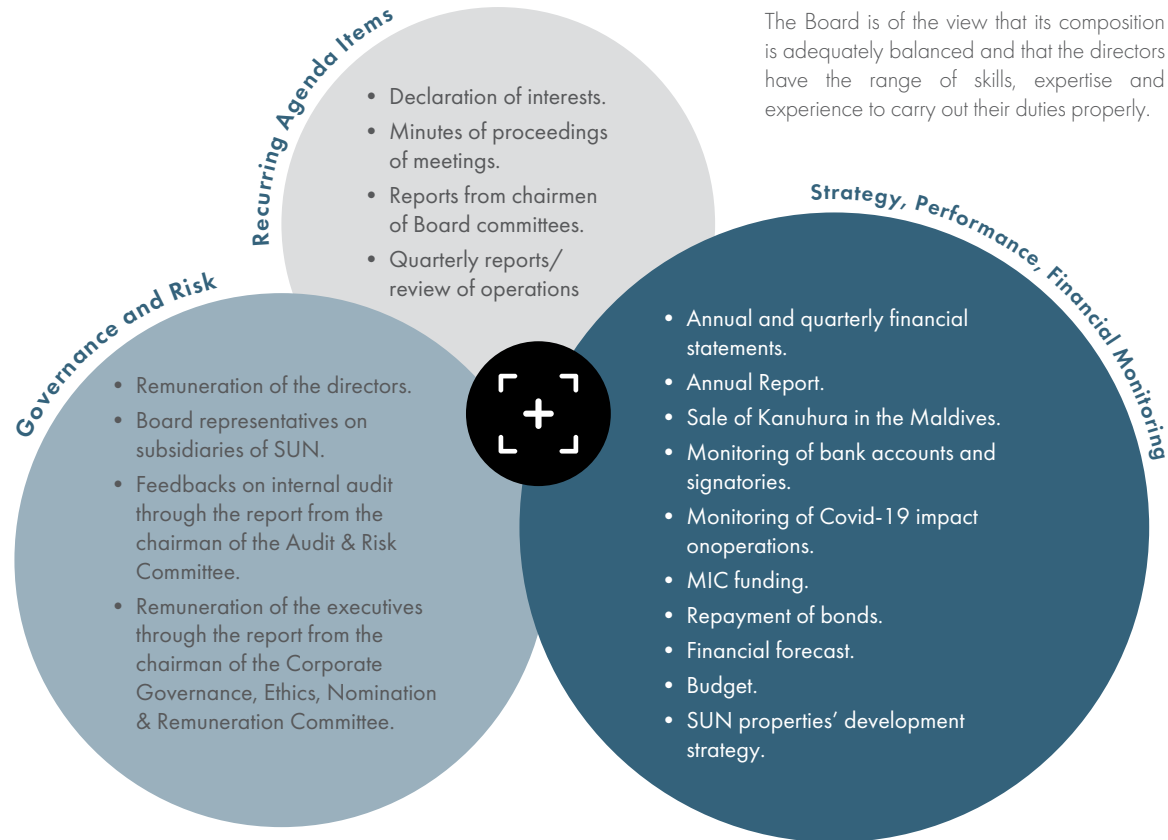 Recurring Agenda Items
• Declaration of interests.
• Minutes of proceedings
of meetings.
• Reports from chairmen
of Board committees.
• Quarterly reports/
review of operations
The Board is of the view that its composition
is adequately balanced and that the directors
have the range of skills, expertise and
experience to carry out their duties properly.
Governance and Risk
• Remuneration of the directors.
• Board representatives on
subsidiaries of SUN.
• Feedbacks on internal audit
through the report from the
chairman of the Audit & Risk
Committee.
• Remuneration of the executives
through the report from the
chairman of the Corporate
Governance, Ethics, Nomination
& Remuneration Committee.
Strategy, Performance, Financial Monitoring
• Annual and quarterly financial
statements.
• Annual Report.
• Sale of Kanuhura in the Maldives.
• Monitoring of bank accounts and
signatories.
• Monitoring of Covid-19 impact
onoperations.
• MIC funding.
• Repayment of bonds.
• Financial forecast.
• Budget.
• SUN properties’ development
strategy.